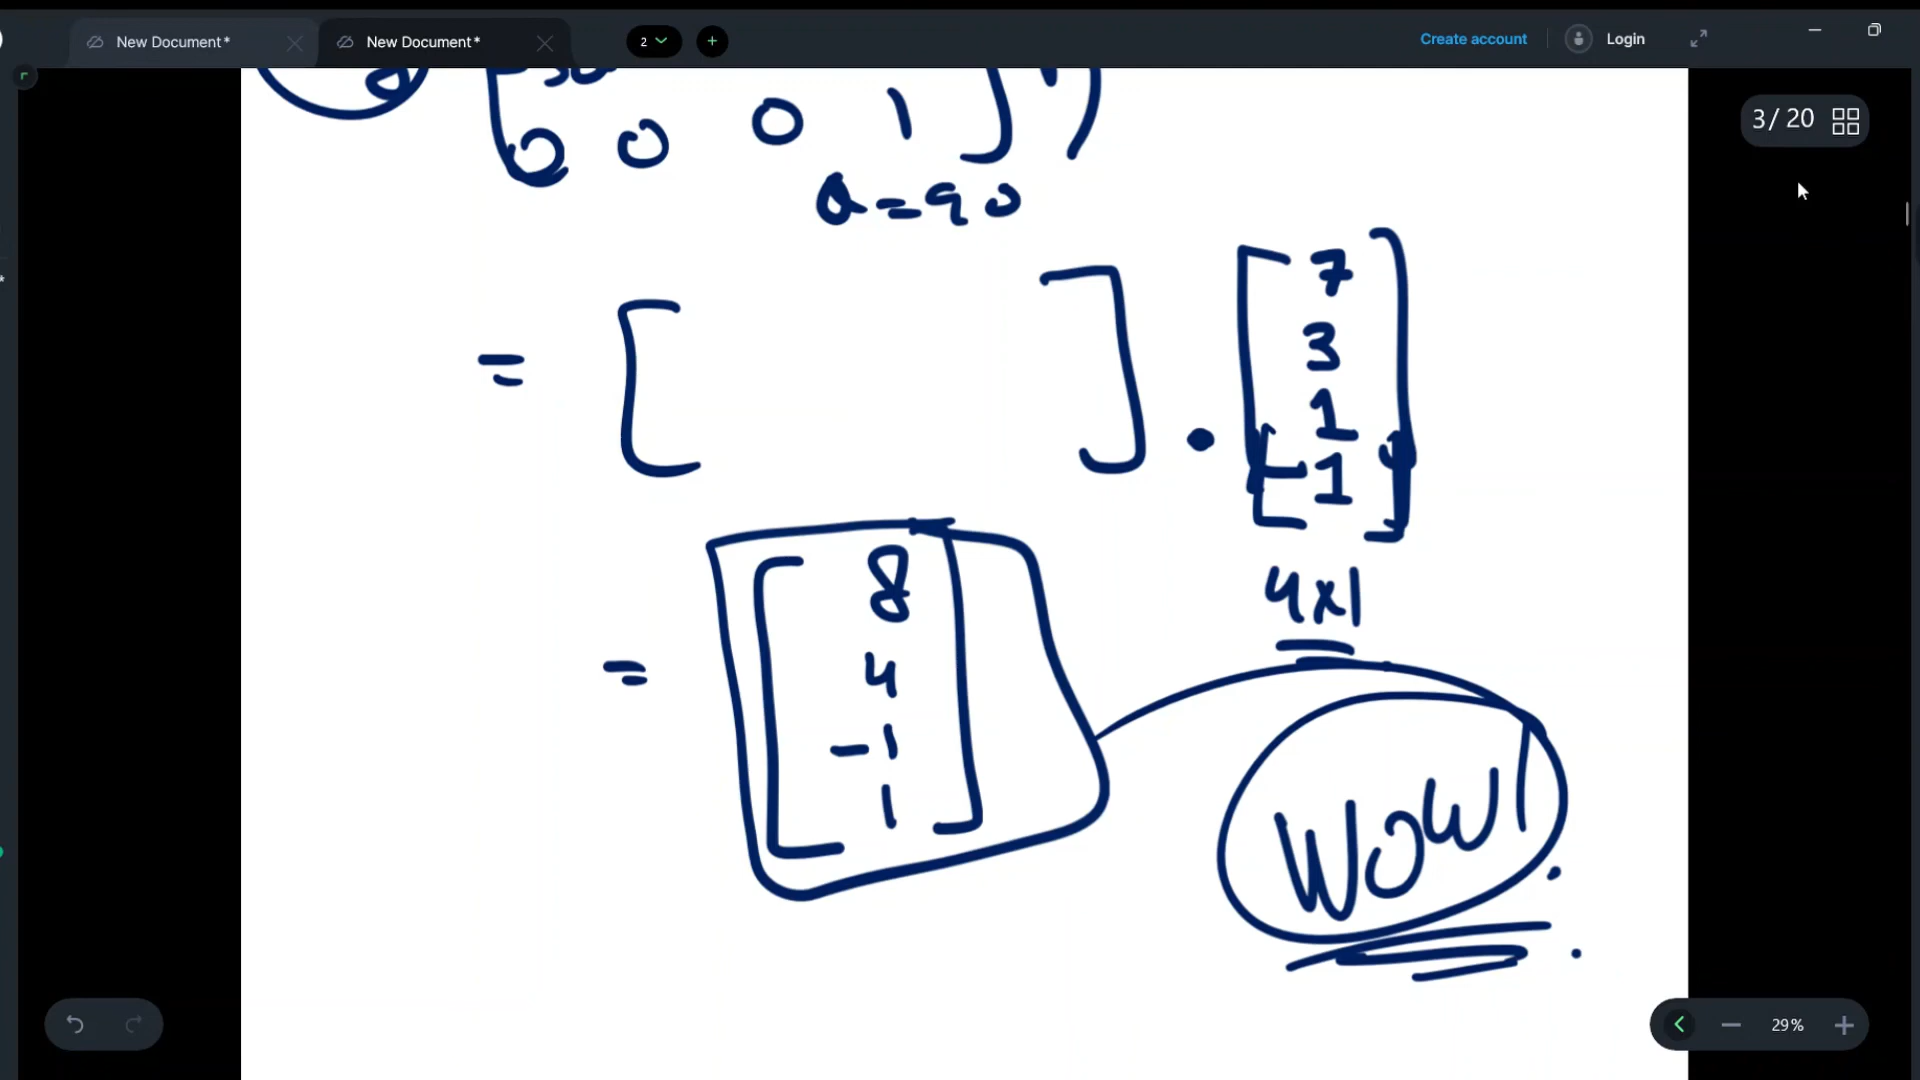 New Document*
New Document*
2
Create account
Login
3/ 20
0 0 0 1
a=90
= [ ] . [ 7
3
1
1 ]
4x1
= [ 8
4
-1
1 ]
WOW!
29%